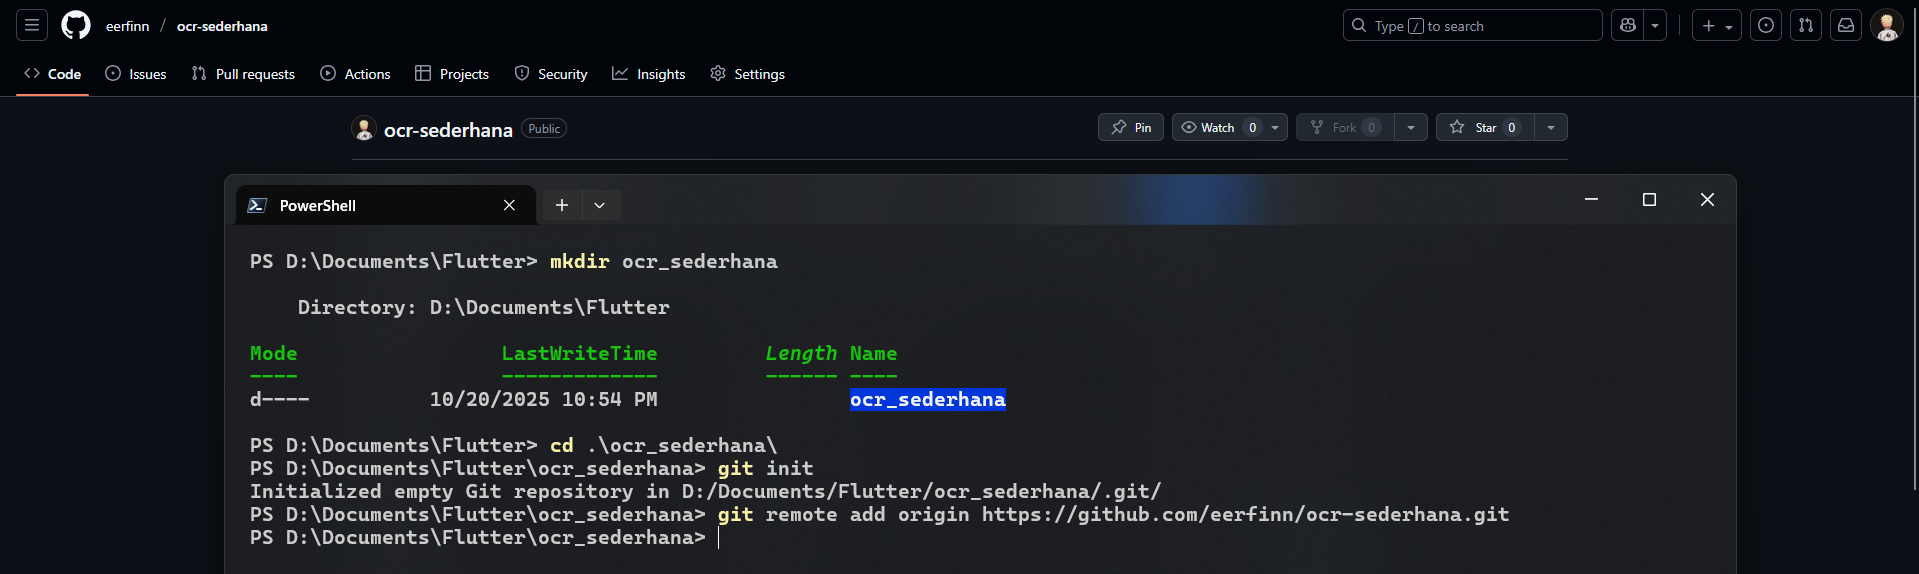 eerfinn / ocr-sederhana
Type / to search
Code Issues Pull requests Actions Projects Security Insights Settings
ocr-sederhana Public
Pin Watch 0 Fork 0 Star 0
PowerShell
PS D:\Documents\Flutter> mkdir ocr_sederhana
Directory: D:\Documents\Flutter
Mode LastWriteTime Length Name
---- ------------- ------ ----
d---- 10/20/2025 10:54 PM ocr_sederhana
PS D:\Documents\Flutter> cd .\ocr_sederhana\
PS D:\Documents\Flutter\ocr_sederhana> git init
Initialized empty Git repository in D:/Documents/Flutter/ocr_sederhana/.git/
PS D:\Documents\Flutter\ocr_sederhana> git remote add origin https://github.com/eerfinn/ocr-sederhana.git
PS D:\Documents\Flutter\ocr_sederhana>